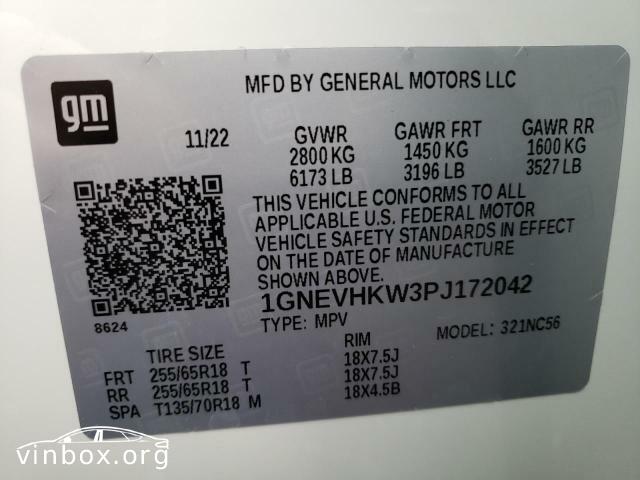 gm
MFD BY GENERAL MOTORS LLC
11/22 GVWR GAWR FRT GAWR RR
2800 KG 1450 KG 1600 KG
6173 LB 3196 LB 3527 LB
THIS VEHICLE CONFORMS TO ALL
APPLICABLE U.S. FEDERAL MOTOR
VEHICLE SAFETY STANDARDS IN EFFECT
ON THE DATE OF MANUFACTURE
SHOWN ABOVE.
8624
1GNEVHKW3PJ172042
TYPE: MPV MODEL: 321NC56
TIRE SIZE RIM
FRT 255/65R18 T 18X7.5J
RR 255/65R18 T 18X7.5J
SPA T135/70R18 M 18X4.5B
vinbox.org